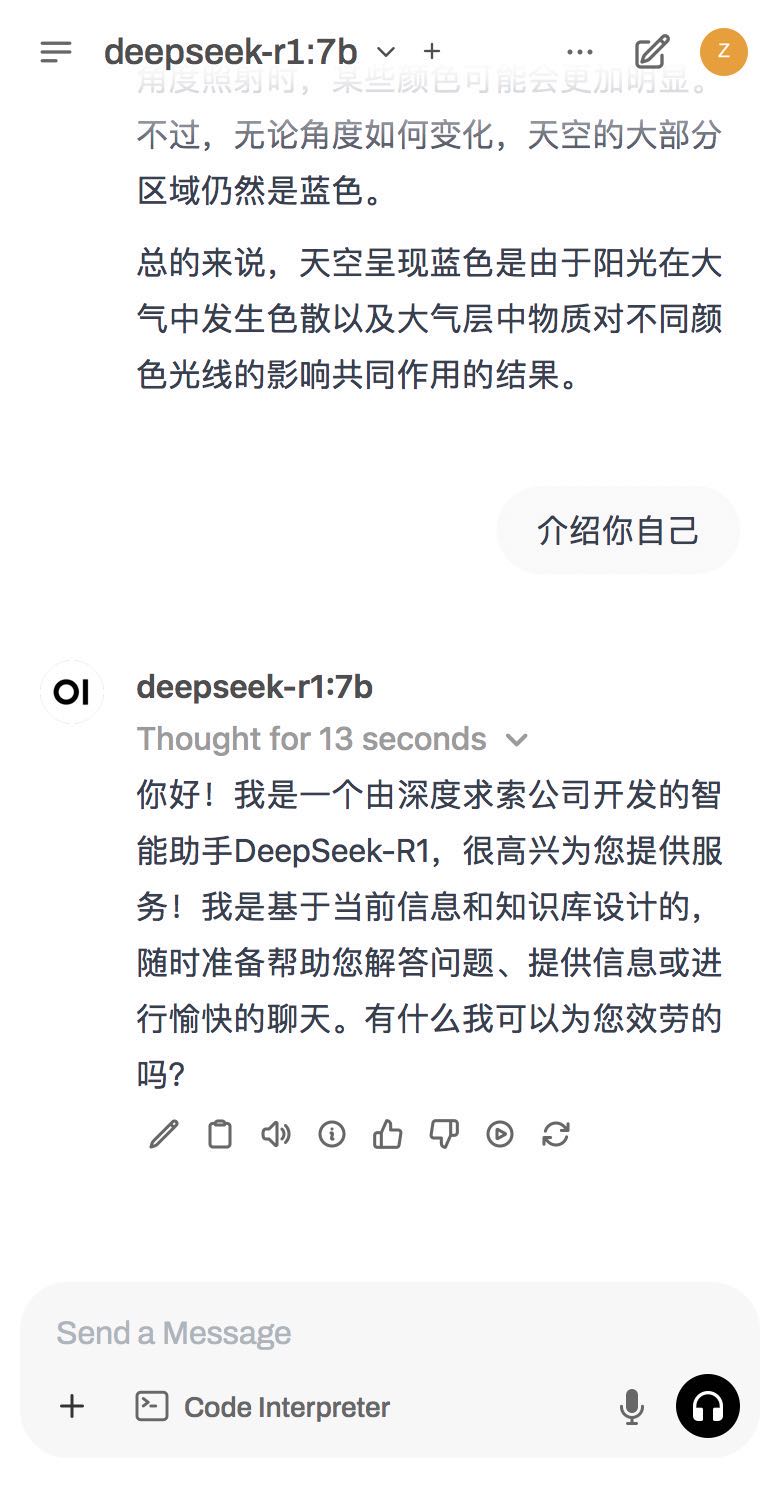 deepseek-r1:7b
Z
角度照射时，某些颜色可能会更加明显。
不过，无论角度如何变化，天空的大部分
区域仍然是蓝色。
总的来说，天空呈现蓝色是由于阳光在大
气中发生色散以及大气层中物质对不同颜
色光线的影响共同作用的结果。
介绍你自己
OI
deepseek-r1:7b
Thought for 13 seconds
你好！我是一个由深度求索公司开发的智
能助手DeepSeek-R1，很高兴为您提供服
务！我是基于当前信息和知识库设计的，
随时准备帮助您解答问题、提供信息或进
行愉快的聊天。有什么我可以为您效劳的
吗?
Send a Message
Code Interpreter